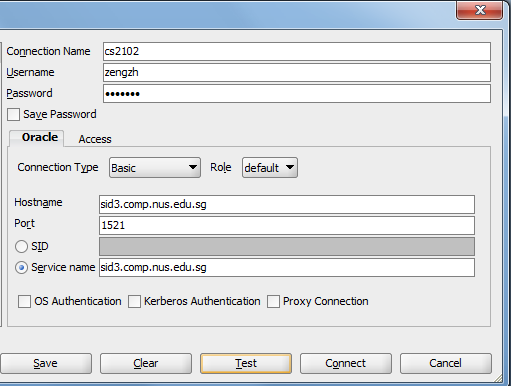 Connection Name cs2102
Username zengzh
Password •••••••
Save Password
Oracle Access
Connection Type Basic Role default
Hostname sid3.comp.nus.edu.sg
Port 1521
SID
Service name sid3.comp.nus.edu.sg
OS Authentication Kerberos Authentication Proxy Connection
Save Clear Test Connect Cancel